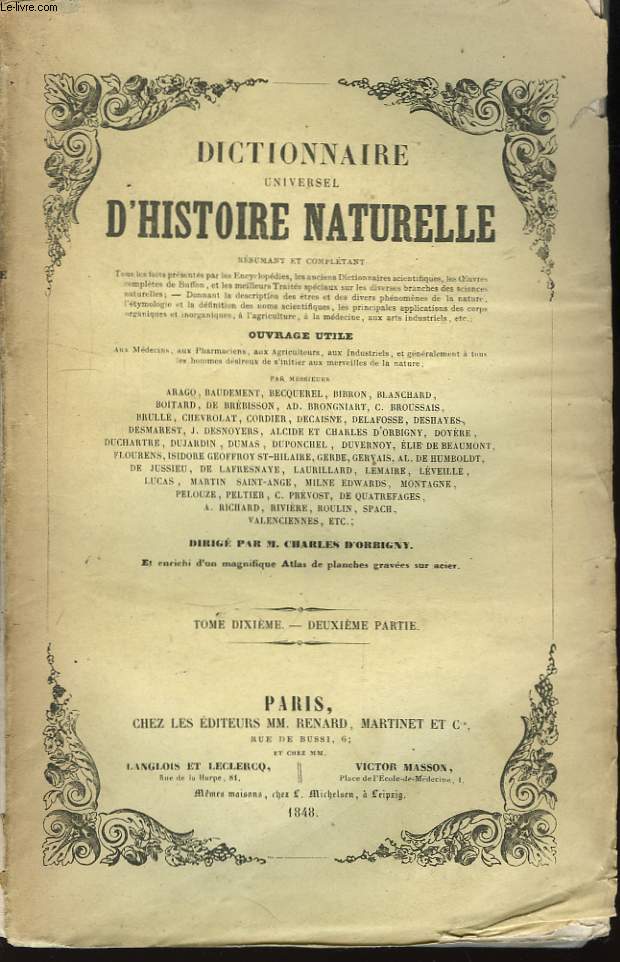 Le-livre.com
DICTIONNAIRE
UNIVERSEL
D'HISTOIRE NATURELLE
RÉSUMANT ET COMPLÉTANT
Tous les faits présentés par les Encyclopédies, les anciens Dictionnaires scientifiques, les Œuvres
complètes de Buffon, et les meilleurs Traités spéciaux sur les diverses branches des sciences
naturelles; — Donnant la description des êtres et des divers phénomènes de la nature,
l'étymologie et la définition des noms scientifiques, les principales applications des corps
organiques et inorganiques, à l'agriculture, à la médecine, aux arts industriels, etc.;
OUVRAGE UTILE
Aux Médecins, aux Pharmaciens, aux Agriculteurs, aux Industriels, et généralement à tous
les hommes désireux de s'initier aux merveilles de la nature,
PAR MESSIEURS
ARAGO, BAUDEMENT, BECQUEREL, BIBRON, BLANCHARD,
BOITARD, DE BRÉBISSON, AD. BRONGNIART, C. BROUSSAIS,
BRULLÉ, CHEVROLAT, CORDIER, DECAISNE, DELAFOSSE, DESHAYES,
DESMAREST, J. DESNOYERS, ALCIDE ET CHARLES D'ORBIGNY, DOYÈRE,
DUCHARTRE, DUJARDIN, DUMAS, DUPONCHEL, DUVERNOY, ÉLIE DE BEAUMONT,
FLOURENS, ISIDORE GEOFFROY ST-HILAIRE, GERBE, GERVAIS, AL. DE HUMBOLDT,
DE JUSSIEU, DE LAFRESNAYE, LAURILLARD, LEMAIRE, LÉVEILLÉ,
LUCAS, MARTIN SAINT-ANGE, MILNE EDWARDS, MONTAGNE,
PELOUZE, PELTIER, C. PRÉVOST, DE QUATREFAGES,
A. RICHARD, RIVIÈRE, ROULIN, SPACH,
VALENCIENNES, ETC.;
DIRIGÉ PAR M. CHARLES D'ORBIGNY.
Et enrichi d'un magnifique Atlas de planches gravées sur acier.
TOME DIXIÈME. — DEUXIÈME PARTIE.
PARIS,
CHEZ LES ÉDITEURS MM. RENARD, MARTINET ET Cie,
RUE DE BUSSI, 6;
ET CHEZ MM.
LANGLOIS ET LECLERCQ,
Rue de la Harpe, 81.
VICTOR MASSON,
Place de l'École-de-Médecine, 1.
Mêmes maisons, chez L. Michelsen, à Leipzig.
1848.